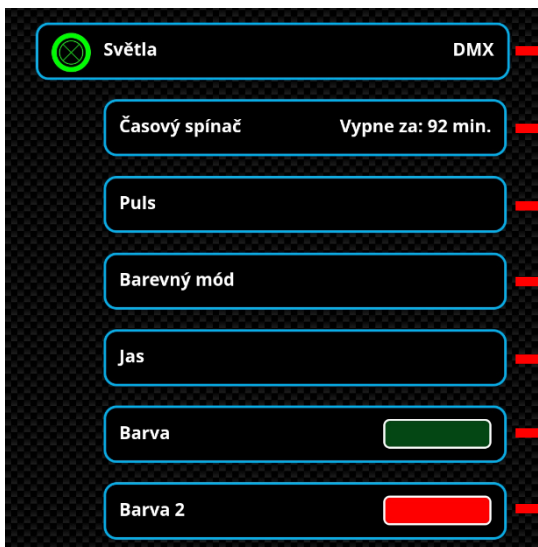 Světla DMX
Časový spínač Vypne za: 92 min.
Puls
Barevný mód
Jas
Barva
Barva 2